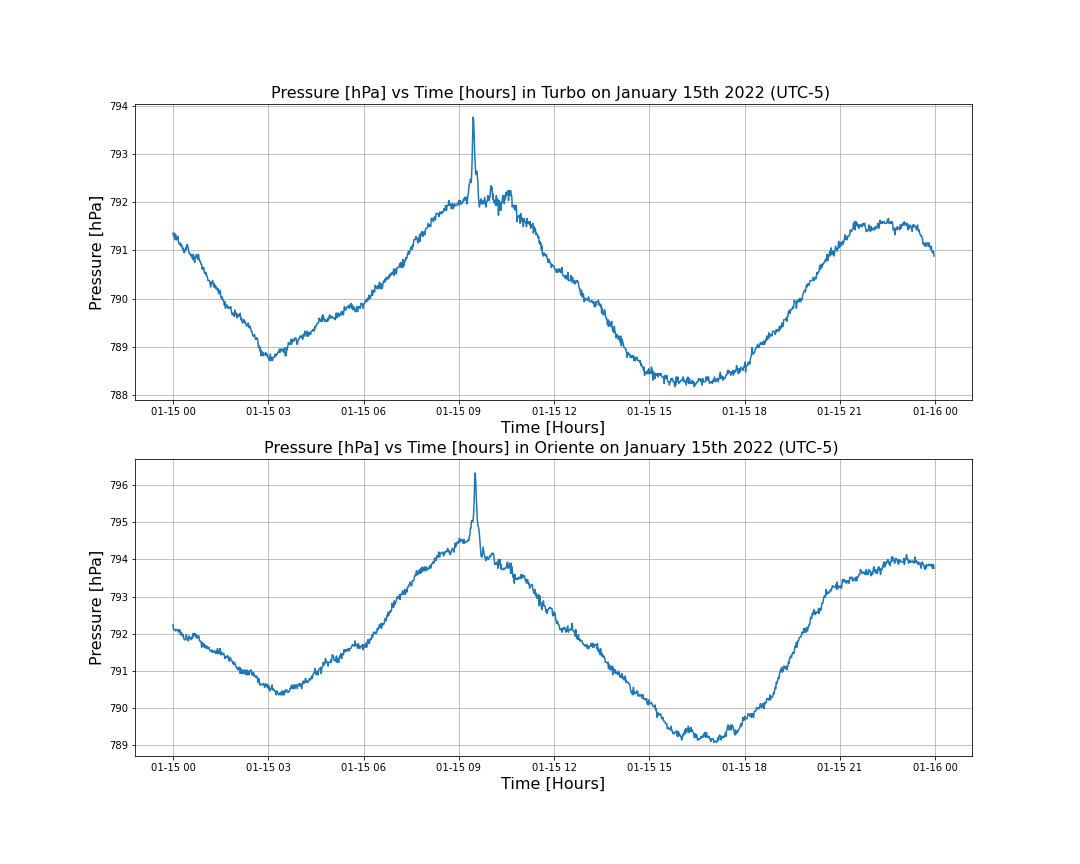 Pressure [hPa] vs Time [hours] in Turbo on January 15th 2022 (UTC-5)
794
793
792
791
790
789
788
Pressure [hPa]
01-15 00 01-15 03 01-15 06 01-15 09 01-15 12 01-15 15 01-15 18 01-15 21 01-16 00
Time [Hours]
Pressure [hPa] vs Time [hours] in Oriente on January 15th 2022 (UTC-5)
796
795
794
793
792
791
790
789
Pressure [hPa]
01-15 00 01-15 03 01-15 06 01-15 09 01-15 12 01-15 15 01-15 18 01-15 21 01-16 00
Time [Hours]